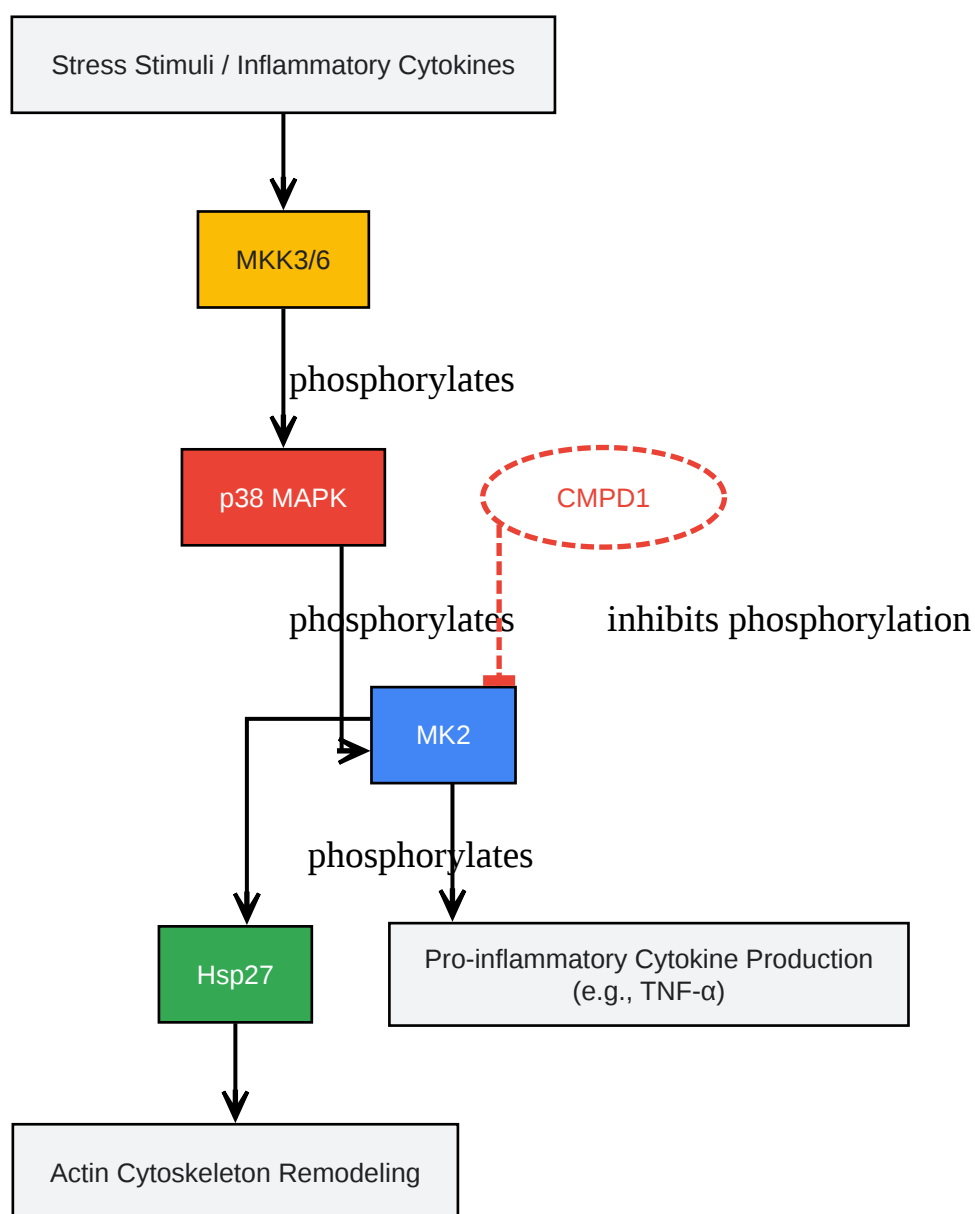 Stress Stimuli / Inflammatory Cytokines
MKK3/6
phosphorylates
p38 MAPK
CMPD1
phosphorylates
inhibits phosphorylation
MK2
phosphorylates
Pro-inflammatory Cytokine Production
(e.g., TNF-α)
Hsp27
Actin Cytoskeleton Remodeling